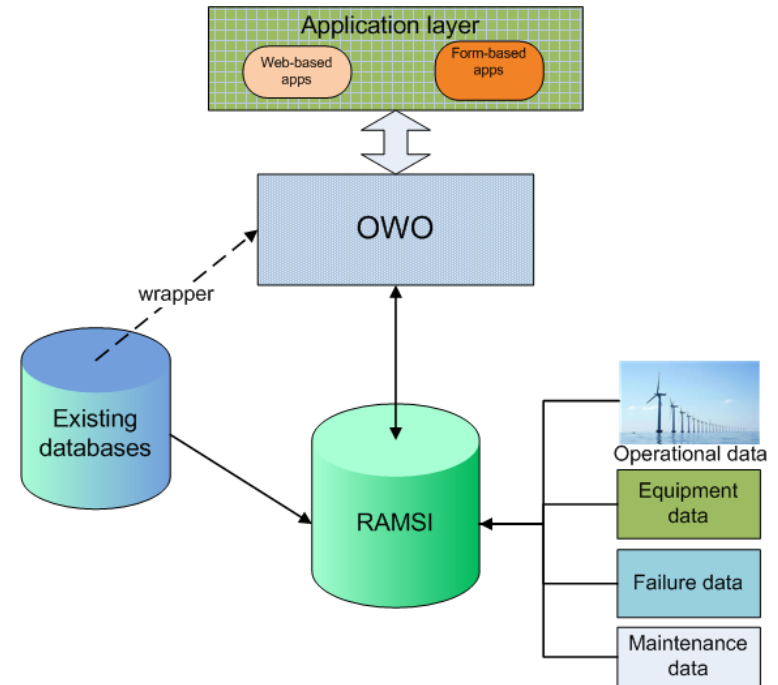 Application layer
Web-based
apps
Form-based
apps
OWO
wrapper
Existing
databases
RAMSI
Operational data
Equipment
data
Failure data
Maintenance
data